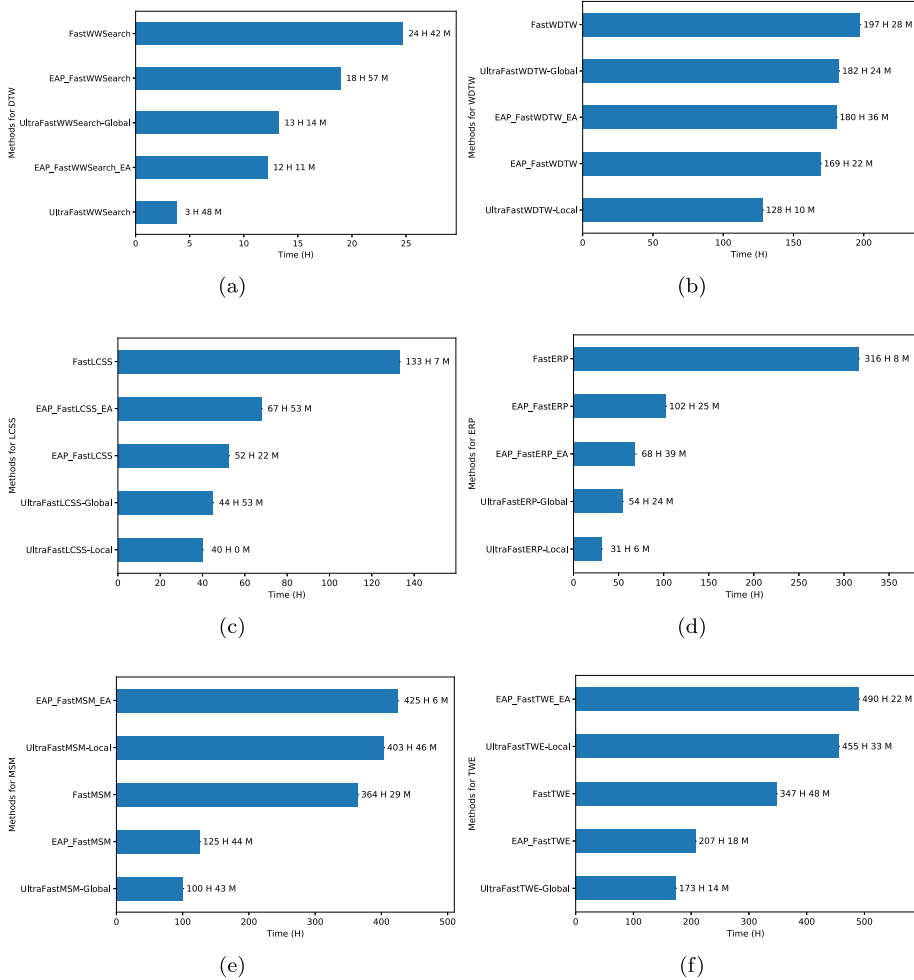 Methods for DTW
FastWWSearch
24 H 42 M
EAP_FastWWSearch
18 H 57 M
UltraFastWWSearch-Global
13 H 14 M
EAP_FastWWSearch_EA
12 H 11 M
UltraFastWWSearch
3 H 48 M
0 5 10 15 20 25
Time (H)
(a)
Methods for WDTW
FastWDTW
197 H 28 M
UltraFastWDTW-Global
182 H 24 M
EAP_FastWDTW_EA
180 H 36 M
EAP_FastWDTW
169 H 22 M
UltraFastWDTW-Local
128 H 10 M
0 50 100 150 200
Time (H)
(b)
Methods for LCSS
FastLCSS
133 H 7 M
EAP_FastLCSS_EA
67 H 53 M
EAP_FastLCSS
52 H 22 M
UltraFastLCSS-Global
44 H 53 M
UltraFastLCSS-Local
40 H 0 M
0 20 40 60 80 100 120 140
Time (H)
(c)
Methods for ERP
FastERP
316 H 8 M
EAP_FastERP
102 H 25 M
EAP_FastERP_EA
68 H 39 M
UltraFastERP-Global
54 H 24 M
UltraFastERP-Local
31 H 6 M
0 50 100 150 200 250 300 350
Time (H)
(d)
Methods for MSM
EAP_FastMSM_EA
425 H 6 M
UltraFastMSM-Local
403 H 46 M
FastMSM
364 H 29 M
EAP_FastMSM
125 H 44 M
UltraFastMSM-Global
100 H 43 M
0 100 200 300 400 500
Time (H)
(e)
Methods for TWE
EAP_FastTWE_EA
490 H 22 M
UltraFastTWE-Local
455 H 33 M
FastTWE
347 H 48 M
EAP_FastTWE
207 H 18 M
UltraFastTWE-Global
173 H 14 M
0 100 200 300 400 500
Time (H)
(f)